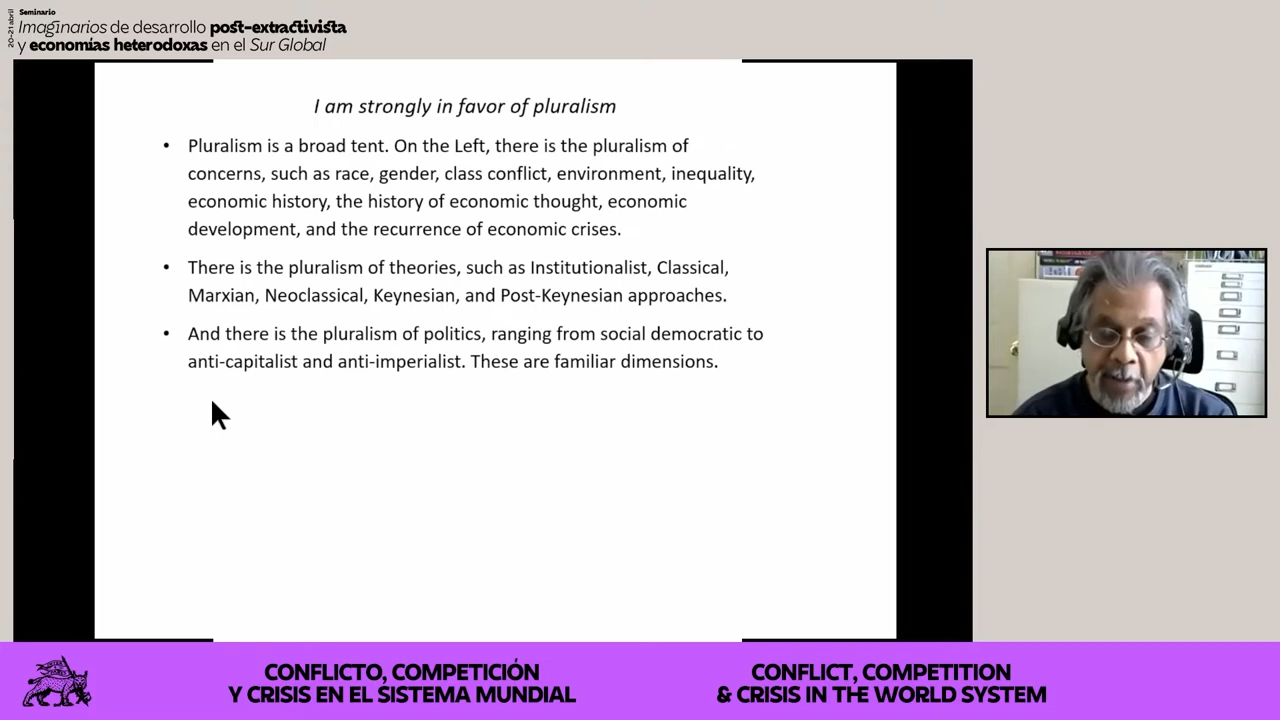 20-21 abril
Seminario
Imaginarios de desarrollo post-extractivista
y economías heterodoxas en el Sur Global
I am strongly in favor of pluralism
• Pluralism is a broad tent. On the Left, there is the pluralism of
concerns, such as race, gender, class conflict, environment, inequality,
economic history, the history of economic thought, economic
development, and the recurrence of economic crises.
• There is the pluralism of theories, such as Institutionalist, Classical,
Marxian, Neoclassical, Keynesian, and Post-Keynesian approaches.
• And there is the pluralism of politics, ranging from social democratic to
anti-capitalist and anti-imperialist. These are familiar dimensions.
CONFLICTO, COMPETICIÓN
Y CRISIS EN EL SISTEMA MUNDIAL
CONFLICT, COMPETITION
& CRISIS IN THE WORLD SYSTEM